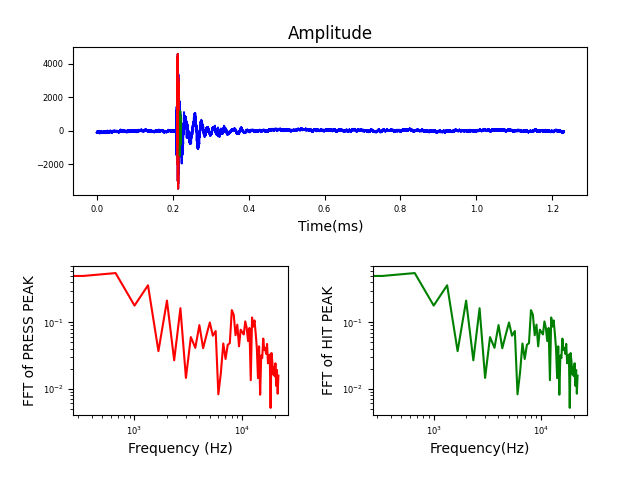 Amplitude
4000
2000
0
−2000
0.0 0.2 0.4 0.6 0.8 1.0 1.2
Time(ms)
FFT of PRESS PEAK
10⁻¹
10⁻²
10³ 10⁴
Frequency (Hz)
FFT of HIT PEAK
10⁻¹
10⁻²
10³ 10⁴
Frequency(Hz)